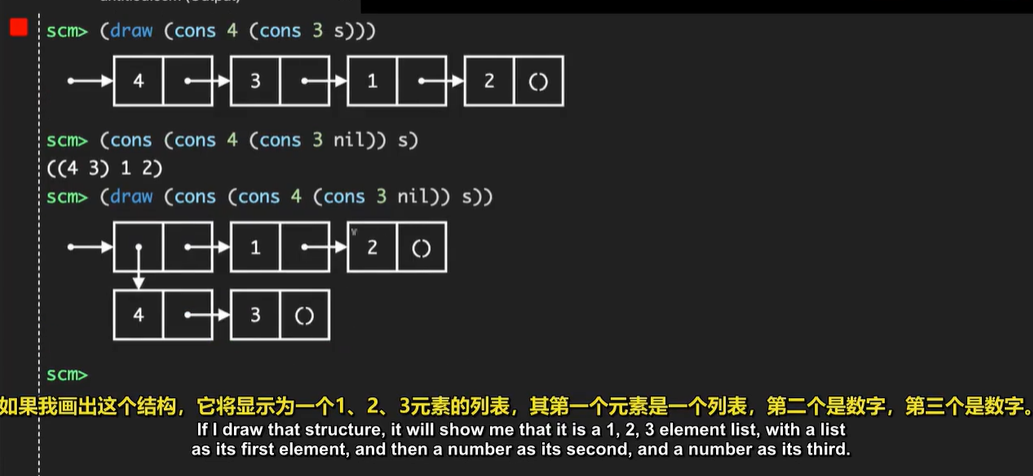 scm> (draw (cons 4 (cons 3 s)))
4 3 1 2 ()
scm> (cons (cons 4 (cons 3 nil)) s)
((4 3) 1 2)
scm> (draw (cons (cons 4 (cons 3 nil)) s))
1 2 ()
4 3 ()
scm>
如果我画出这个结构，它将显示为一个1、2、3元素的列表，其第一个元素是一个列表，第二个是数字，第三个是数字。
If I draw that structure, it will show me that it is a 1, 2, 3 element list, with a list
as its first element, and then a number as its second, and a number as its third.